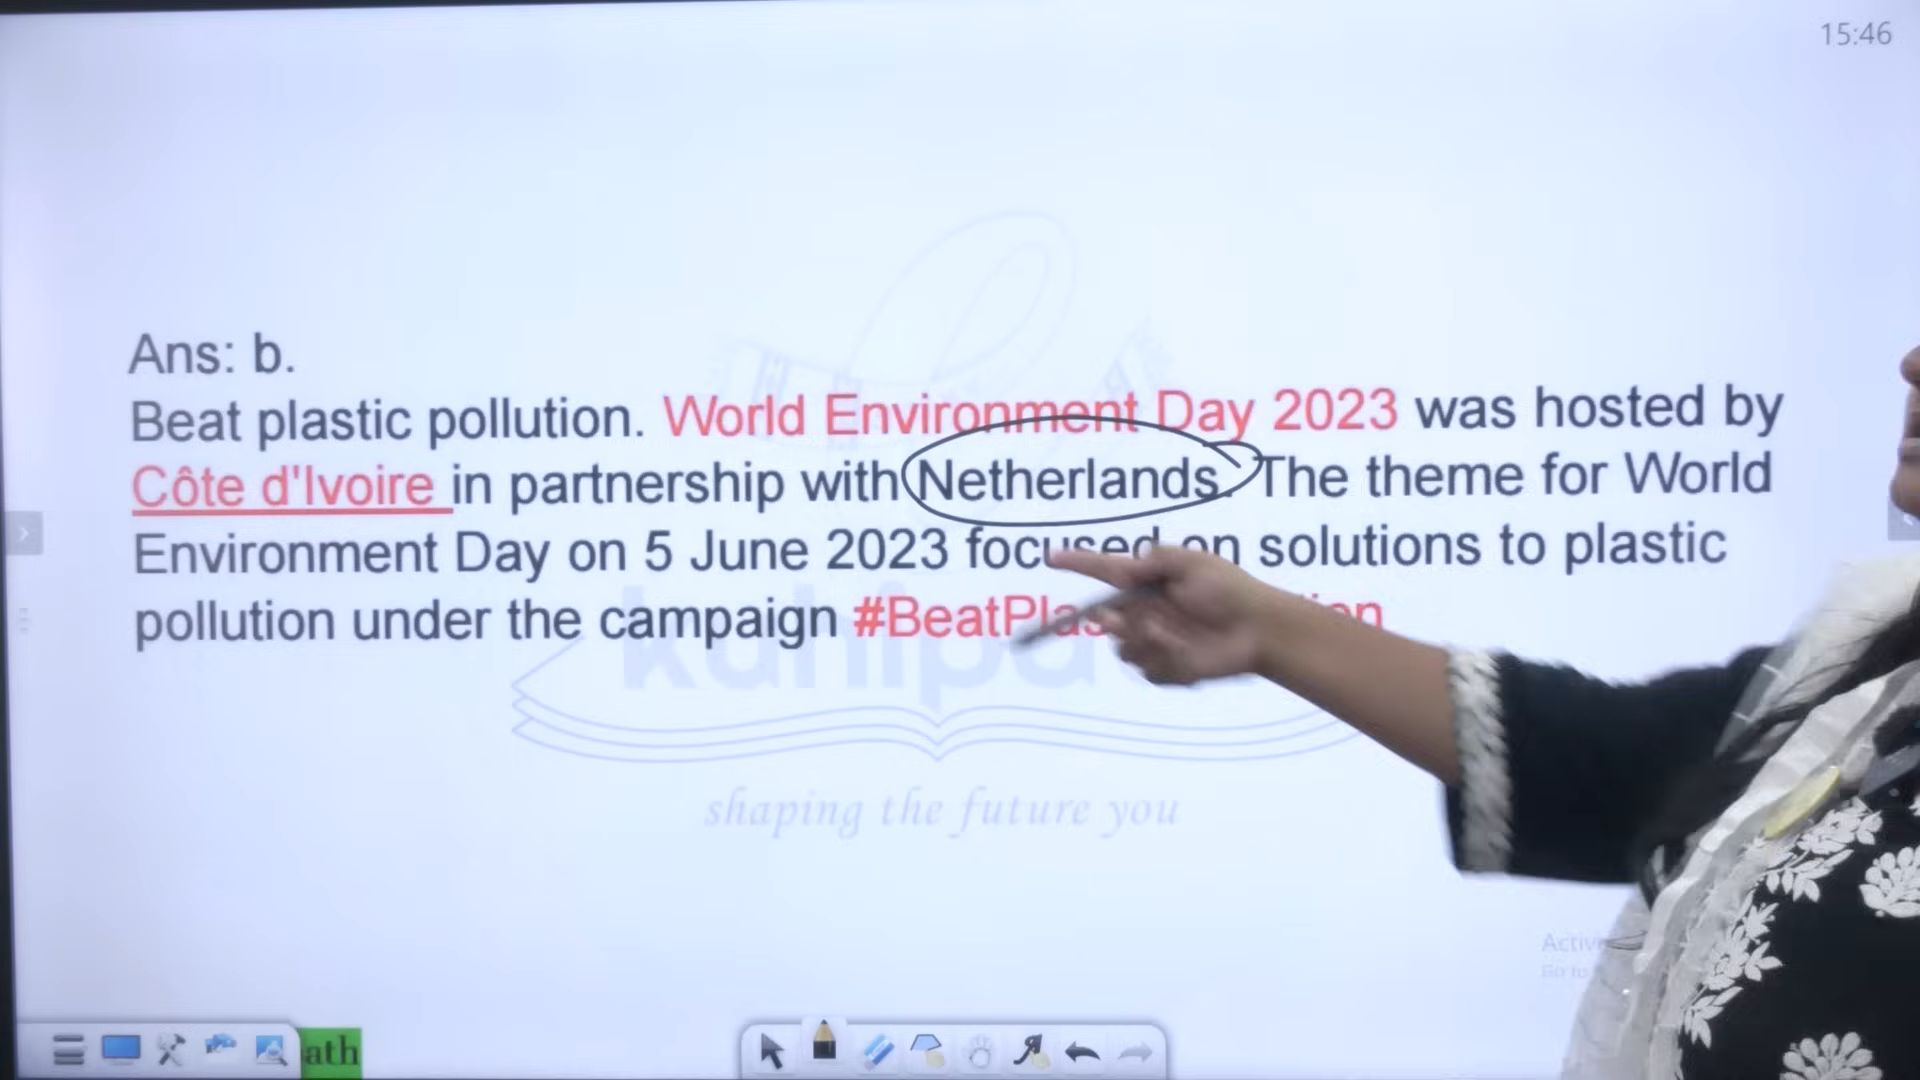 15:46
Ans: b.
Beat plastic pollution. World Environment Day 2023 was hosted by
Côte d'Ivoire in partnership with Netherlands. The theme for World
Environment Day on 5 June 2023 focused on solutions to plastic
pollution under the campaign
shaping the future you
ath